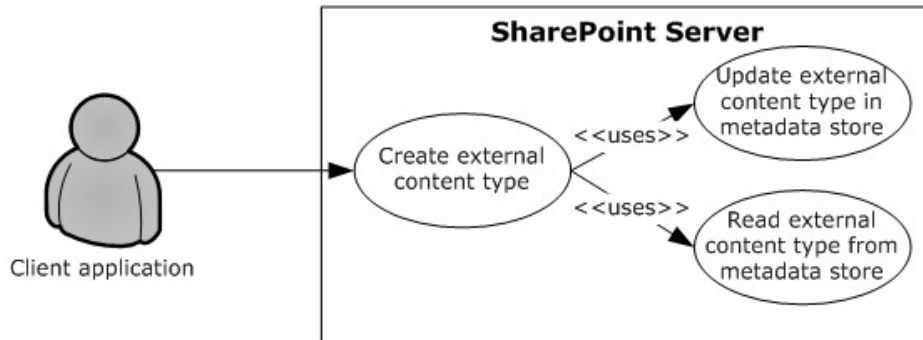 SharePoint Server
Update external
content type in
metadata store
<<uses>>
Create external
content type
<<uses>>
Read external
content type from
metadata store
Client application